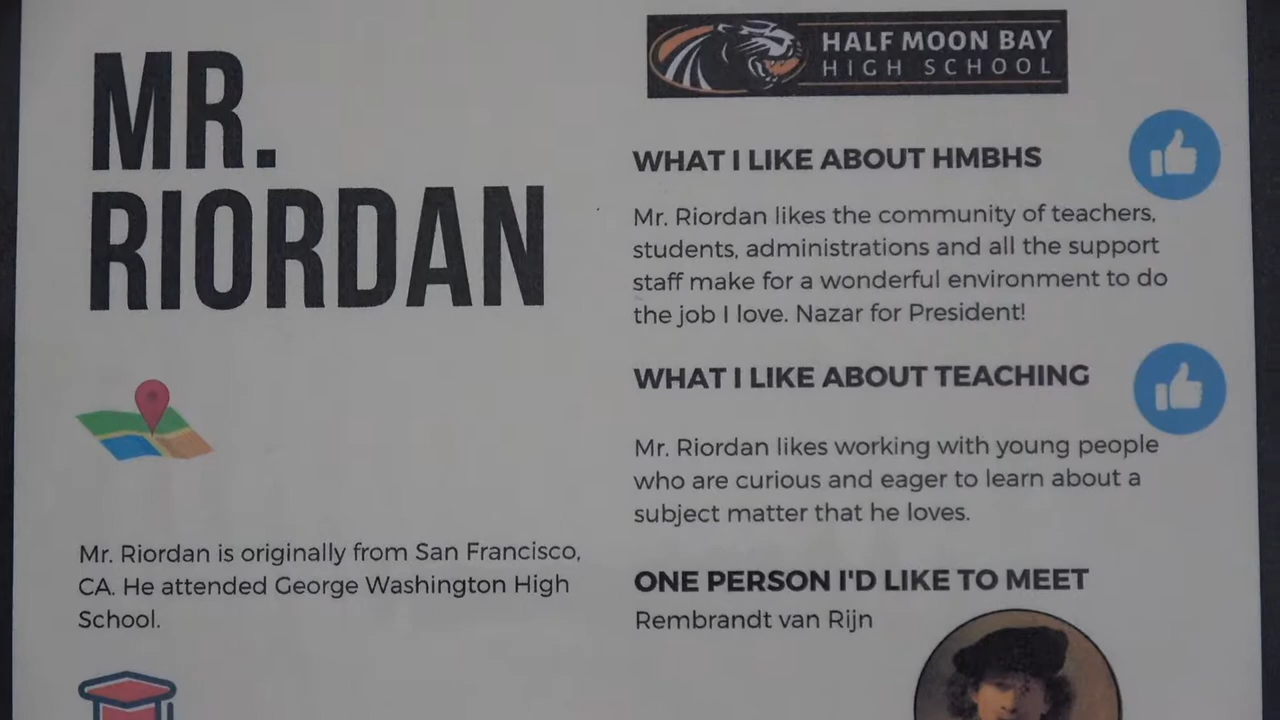 MR.
RIORDAN
Mr. Riordan is originally from San Francisco,
CA. He attended George Washington High
School.
HALF MOON BAY
HIGH SCHOOL
WHAT I LIKE ABOUT HMBHS
Mr. Riordan likes the community of teachers,
students, administrations and all the support
staff make for a wonderful environment to do
the job I love. Nazar for President!
WHAT I LIKE ABOUT TEACHING
Mr. Riordan likes working with young people
who are curious and eager to learn about a
subject matter that he loves.
ONE PERSON I'D LIKE TO MEET
Rembrandt van Rijn